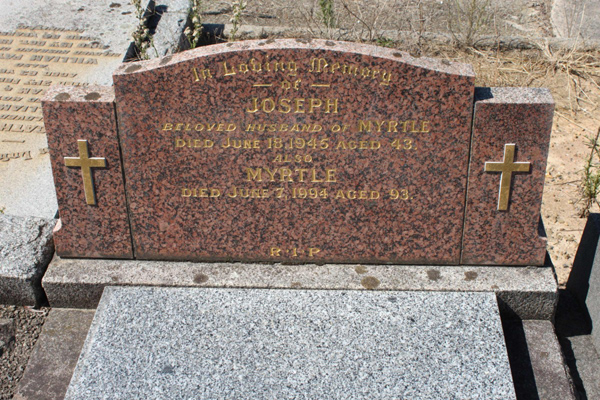 In Loving Memory
of
JOSEPH
BELOVED HUSBAND OF MYRTLE
DIED JUNE 18, 1945 AGED 43.
ALSO
MYRTLE
DIED JUNE 7, 1994 AGED 93.
R·I·P